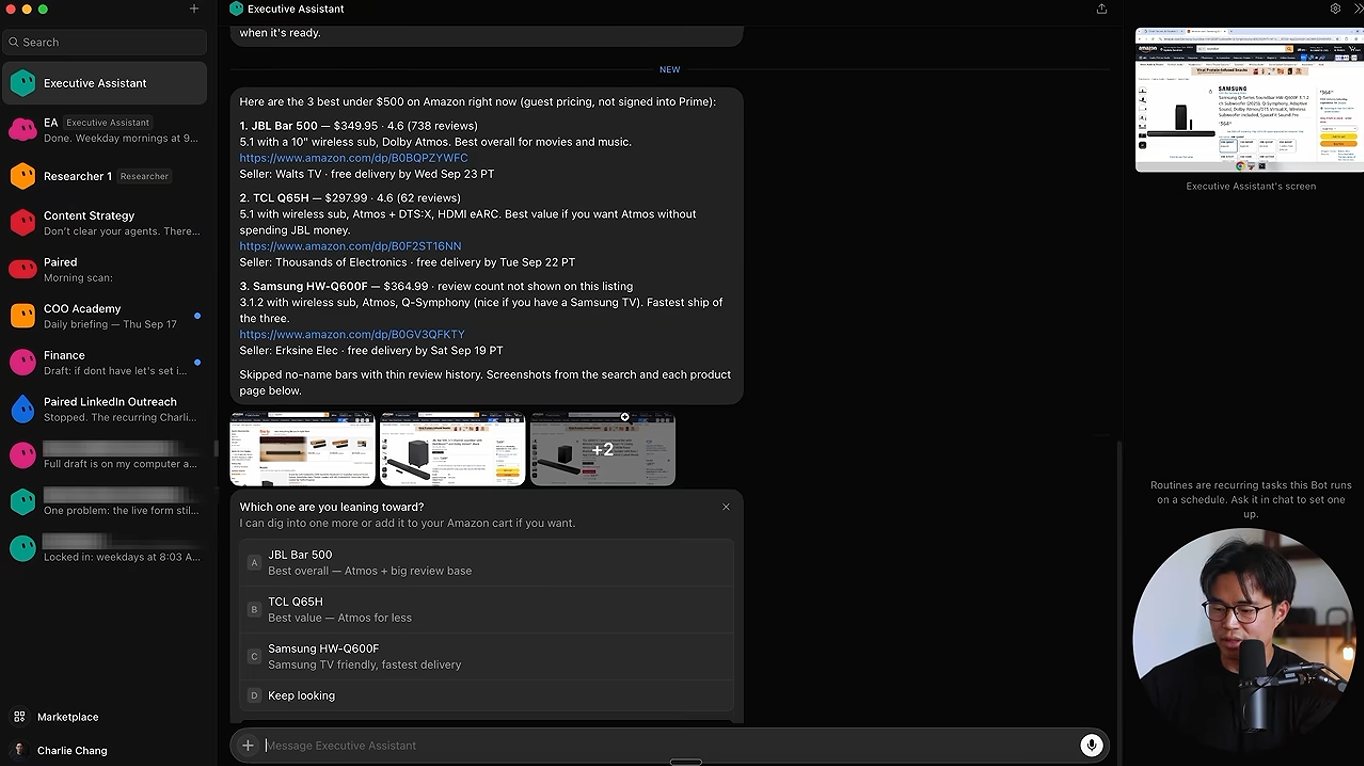 Executive Assistant
Search
Executive Assistant
EA Executive Assistant
Done. Weekday mornings at 9...
Researcher 1 Researcher
Content Strategy
Don't clear your agents. There...
Paired
Morning scan:
COO Academy
Daily briefing — Thu Sep 17
Finance
Draft: if dont have let's set i...
Paired LinkedIn Outreach
Stopped. The recurring Charli...
Full draft is on my computer a...
One problem: the live form stil...
Locked in: weekdays at 8:03 A...
Marketplace
Charlie Chang
when it's ready.
NEW
Here are the 3 best under $500 on Amazon right now (guest pricing, not signed into Prime):
1. JBL Bar 500 — $349.95 · 4.6 (738 reviews)
5.1 with a 10" wireless sub, Dolby Atmos. Best overall for movies and music.
https://www.amazon.com/dp/B0BQPZYWFC
Seller: Walts TV · free delivery by Wed Sep 23 PT
2. TCL Q65H — $297.99 · 4.6 (62 reviews)
5.1 with wireless sub, Atmos + DTS:X, HDMI eARC. Best value if you want Atmos without
spending JBL money.
https://www.amazon.com/dp/B0F2ST16NN
Seller: Thousands of Electronics · free delivery by Tue Sep 22 PT
3. Samsung HW-Q600F — $364.99 · review count not shown on this listing
3.1.2 with wireless sub, Atmos, Q-Symphony (nice if you have a Samsung TV). Fastest ship of
the three.
https://www.amazon.com/dp/B0GV3QFKTY
Seller: Erksine Elec · free delivery by Sat Sep 19 PT
Skipped no-name bars with thin review history. Screenshots from the search and each product
page below.
+2
Which one are you leaning toward?
I can dig into one more or add it to your Amazon cart if you want.
A JBL Bar 500
Best overall — Atmos + big review base
B TCL Q65H
Best value — Atmos for less
C Samsung HW-Q600F
Samsung TV friendly, fastest delivery
D Keep looking
Message Executive Assistant
amazon
SAMSUNG
Executive Assistant's screen
Routines are recurring tasks this Bot runs
on a schedule. Ask it in chat to set one
up.